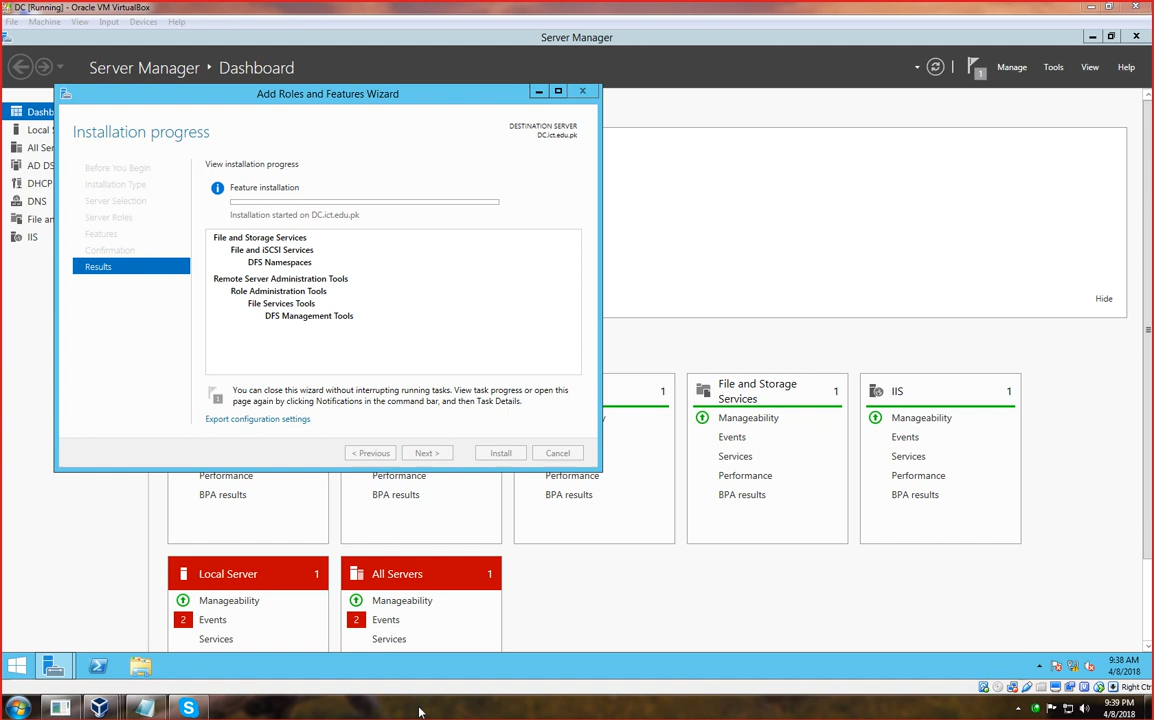 DC [Running] - Oracle VM VirtualBox
File Machine View Input Devices Help
Server Manager
Server Manager ‣ Dashboard
1
Manage Tools View Help
Dashb
Local
All Ser
AD DS
DHCP
DNS
File an
IIS
Add Roles and Features Wizard
Installation progress
DESTINATION SERVER
DC.ict.edu.pk
Before You Begin
Installation Type
Server Selection
Server Roles
Features
Confirmation
Results
View installation progress
Feature installation
Installation started on DC.ict.edu.pk
File and Storage Services
File and iSCSI Services
DFS Namespaces
Remote Server Administration Tools
Role Administration Tools
File Services Tools
DFS Management Tools
1
You can close this wizard without interrupting running tasks. View task progress or open this
page again by clicking Notifications in the command bar, and then Task Details.
Export configuration settings
< Previous Next > Install Cancel
Hide
Performance
BPA results
Performance
BPA results
1
Performance
BPA results
File and Storage
Services 1
Manageability
Events
Services
Performance
BPA results
IIS 1
Manageability
Events
Services
Performance
BPA results
Local Server 1
Manageability
2 Events
Services
All Servers 1
Manageability
2 Events
Services
9:38 AM
4/8/2018
Right Ctr
9:39 PM
4/8/2018